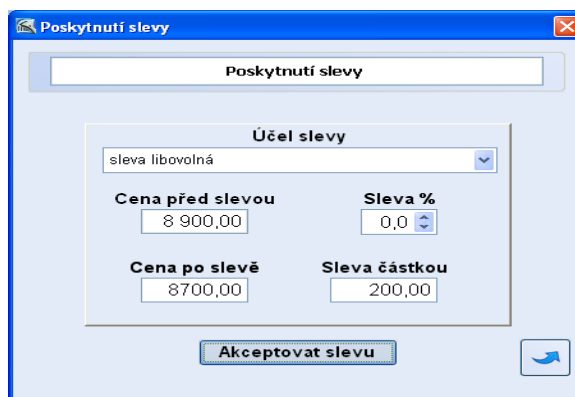 Poskytnutí slevy
Poskytnutí slevy
Účel slevy
sleva libovolná
Cena před slevou Sleva %
8 900,00 0,0
Cena po slevě Sleva částkou
8700,00 200,00
Akceptovat slevu